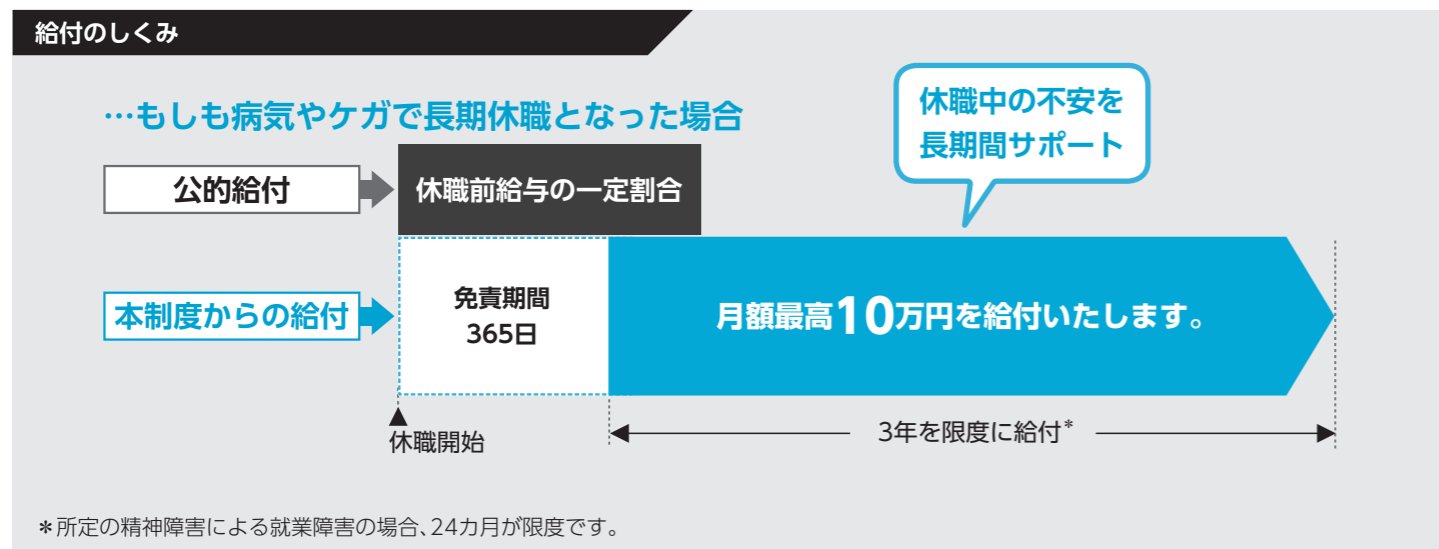 給付のしくみ
…もしも病気やケガで長期休職となった場合
休職中の不安を
長期間サポート
公的給付
休職前給与の一定割合
本制度からの給付
免責期間
365日
月額最高10万円を給付いたします。
休職開始
3年を限度に給付*
*所定の精神障害による就業障害の場合、24カ月が限度です。